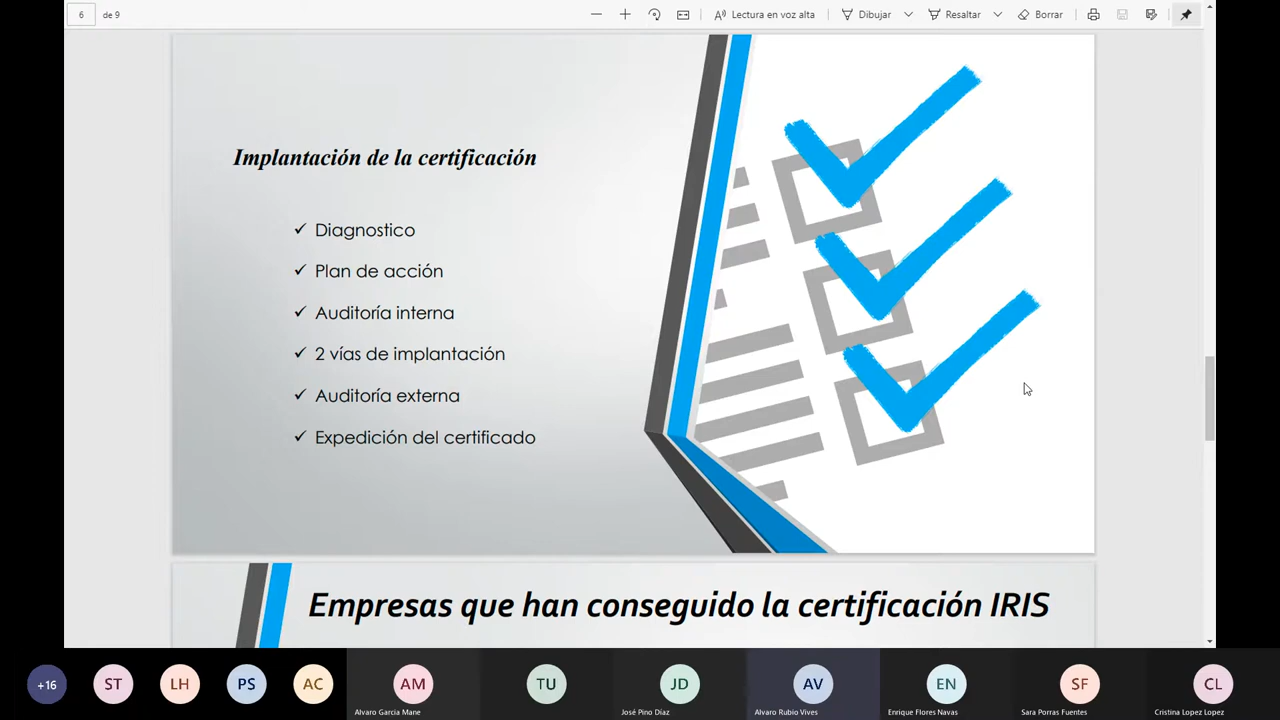 6 de 9 Lectura en voz alta Dibujar Resaltar Borrar
Implantación de la certificación
Diagnostico
Plan de acción
Auditoría interna
2 vías de implantación
Auditoría externa
Expedición del certificado
Empresas que han conseguido la certificación IRIS
+16 ST LH PS AC AM TU JD AV EN SF CL
Alvaro Garcia Mane José Pino Díaz Alvaro Rubio Vives Enrique Flores Navas Sara Porras Fuentes Cristina Lopez Lopez